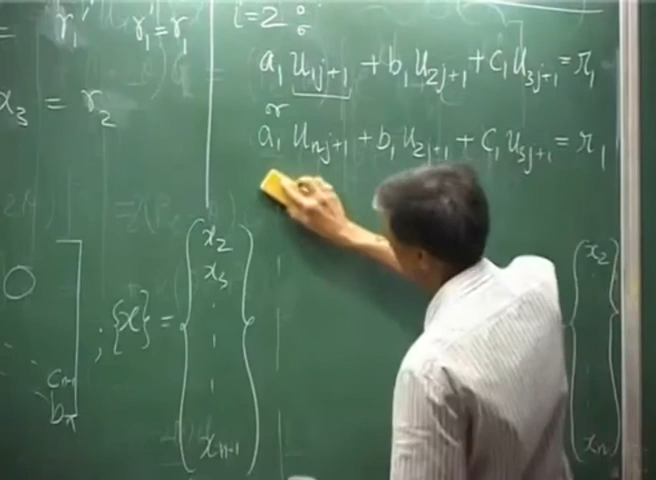 = r₁' r₁' = r₁
i=2 :
a₁ u₁ⱼ₊₁ + b₁ u₂ⱼ₊₁ + c₁ u₃ⱼ₊₁ = r₁
x₃ = r₂
or
a₁ uₙⱼ₊₁ + b₁ u₂ⱼ₊₁ + c₁ u₃ⱼ₊₁ = r₁
0
cₙ₋₁
bₙ
; {x} = { x₂
x₃
.
xₙ₊₁ }
{ x₂
xₙ }